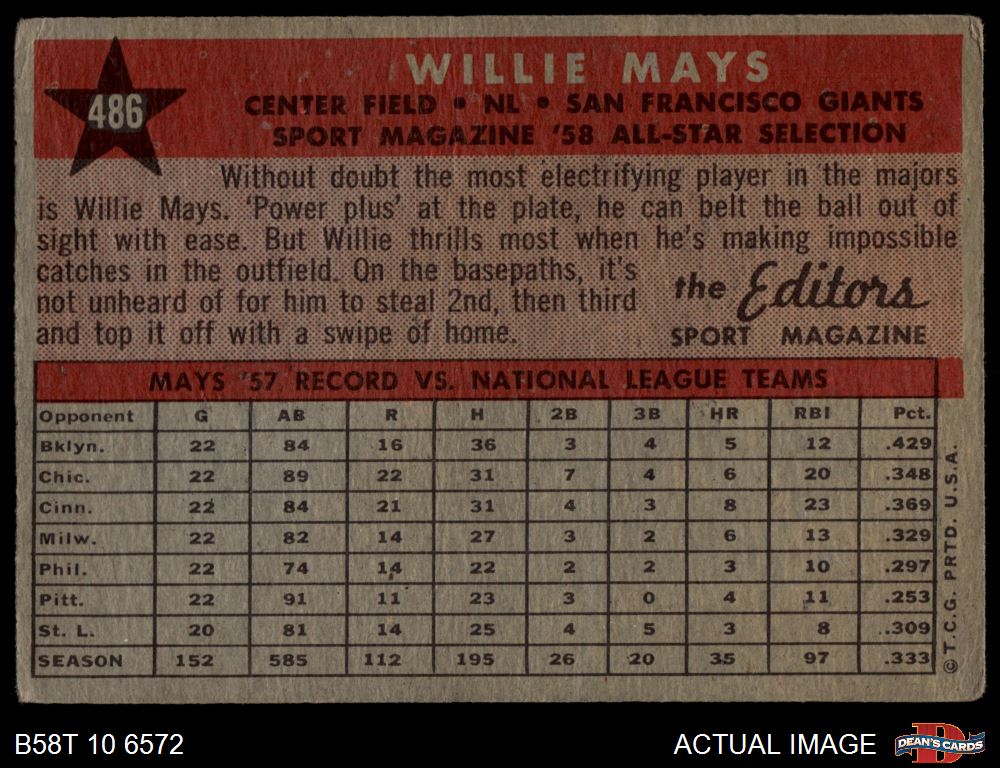 486
WILLIE MAYS
CENTER FIELD • NL • SAN FRANCISCO GIANTS
SPORT MAGAZINE '58 ALL-STAR SELECTION
Without doubt the most electrifying player in the majors
is Willie Mays. 'Power plus' at the plate, he can belt the ball out of
sight with ease. But Willie thrills most when he's making impossible
catches in the outfield. On the basepaths, it's
not unheard of for him to steal 2nd, then third
and top it off with a swipe of home.
the Editors
SPORT MAGAZINE
MAYS '57 RECORD VS. NATIONAL LEAGUE TEAMS
Opponent G AB R H 2B 3B HR RBI Pct.
Bklyn. 22 84 16 36 3 4 5 12 .429
Chic. 22 89 22 31 7 4 6 20 .348
Cinn. 22 84 21 31 4 3 8 23 .369
Milw. 22 82 14 27 3 2 6 13 .329
Phil. 22 74 14 22 2 2 3 10 .297
Pitt. 22 91 11 23 3 0 4 11 .253
St. L. 20 81 14 25 4 5 3 8 .309
SEASON 152 585 112 195 26 20 35 97 .333
© T.C.G. PRTD. U.S.A.
B58T 10 6572
ACTUAL IMAGE
DEAN'S CARDS